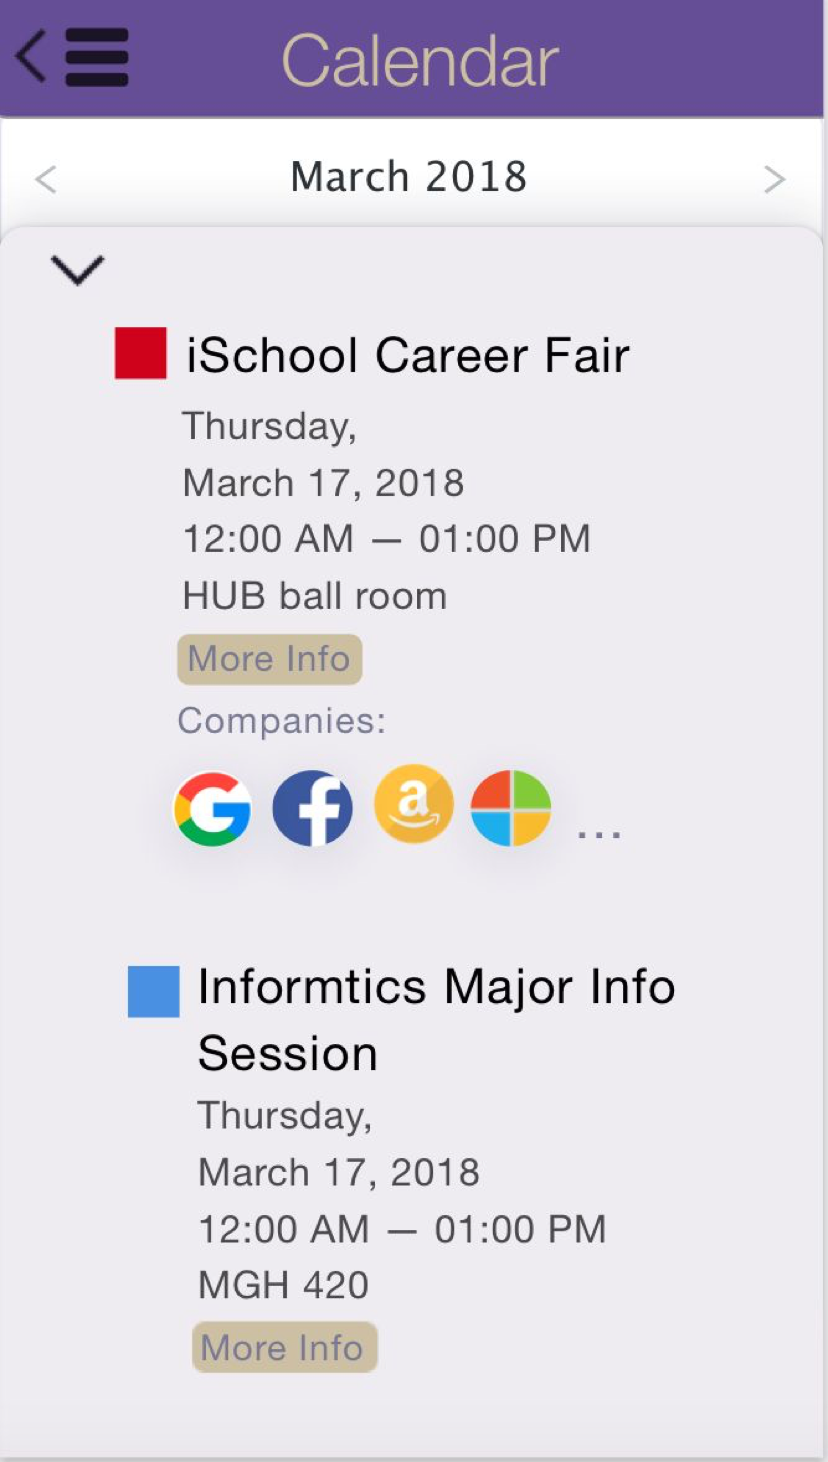 Calendar
March 2018
iSchool Career Fair
Thursday,
March 17, 2018
12:00 AM — 01:00 PM
HUB ball room
More Info
Companies:
G f a ...
Informtics Major Info
Session
Thursday,
March 17, 2018
12:00 AM — 01:00 PM
MGH 420
More Info